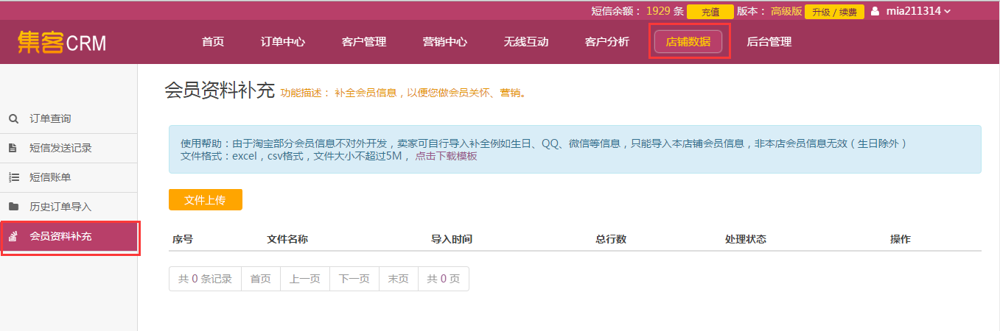 短信余额： 1929 条 充值 版本： 高级版 升级 / 续费 mia211314
集客CRM 首页 订单中心 客户管理 营销中心 无线互动 客户分析 店铺数据 后台管理
会员资料补充 功能描述： 补全会员信息，以便您做会员关怀、营销。
订单查询
短信发送记录
短信账单
历史订单导入
会员资料补充
使用帮助：由于淘宝部分会员信息不对外开发，卖家可自行导入补全例如生日、QQ、微信等信息，只能导入本店铺会员信息，非本店会员信息无效（生日除外）
文件格式：excel，csv格式，文件大小不超过5M， 点击下载模板
文件上传
序号 文件名称 导入时间 总行数 处理状态 操作
共 0 条记录 首页 上一页 下一页 末页 共 0 页